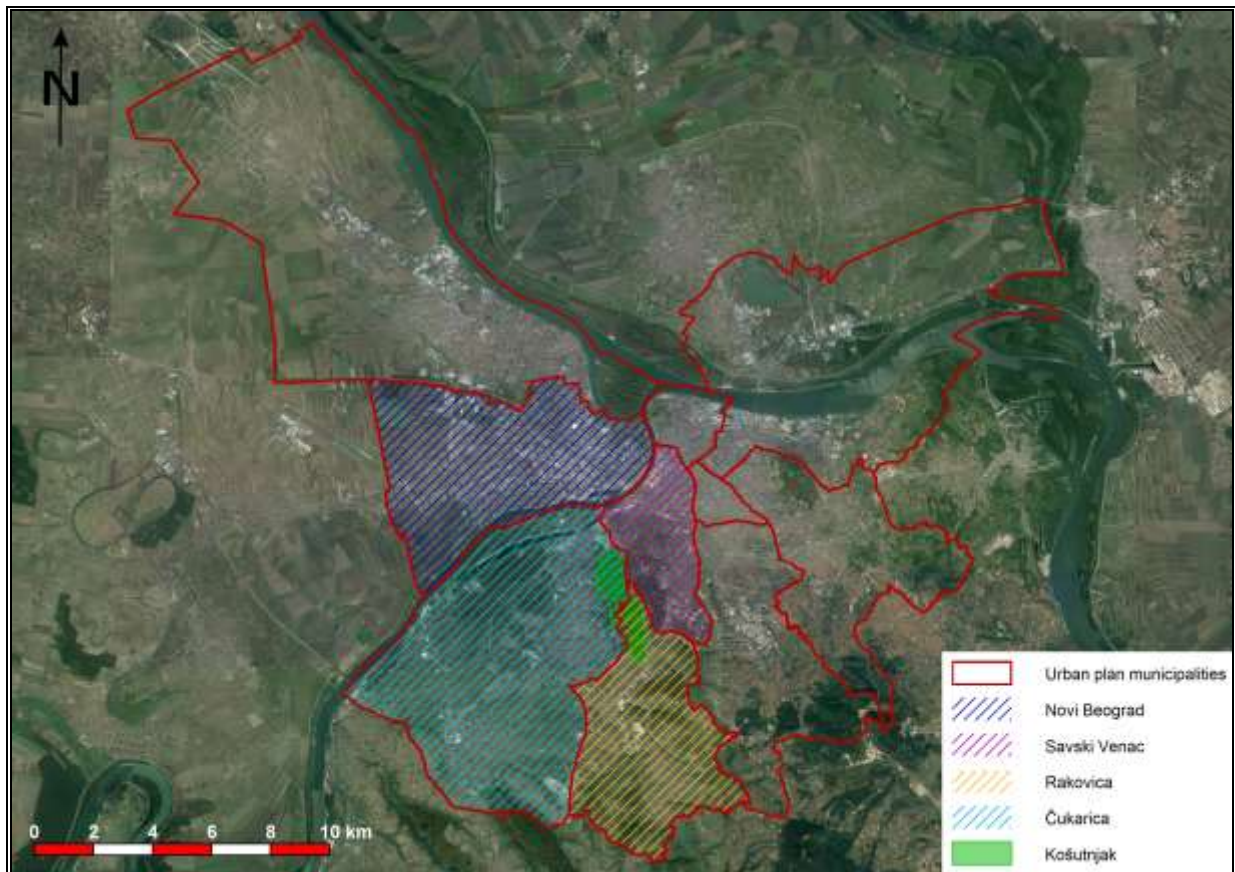 N
Urban plan municipalities
Novi Beograd
Savski Venac
Rakovica
Čukarica
Košutnjak
0 2 4 6 8 10 km